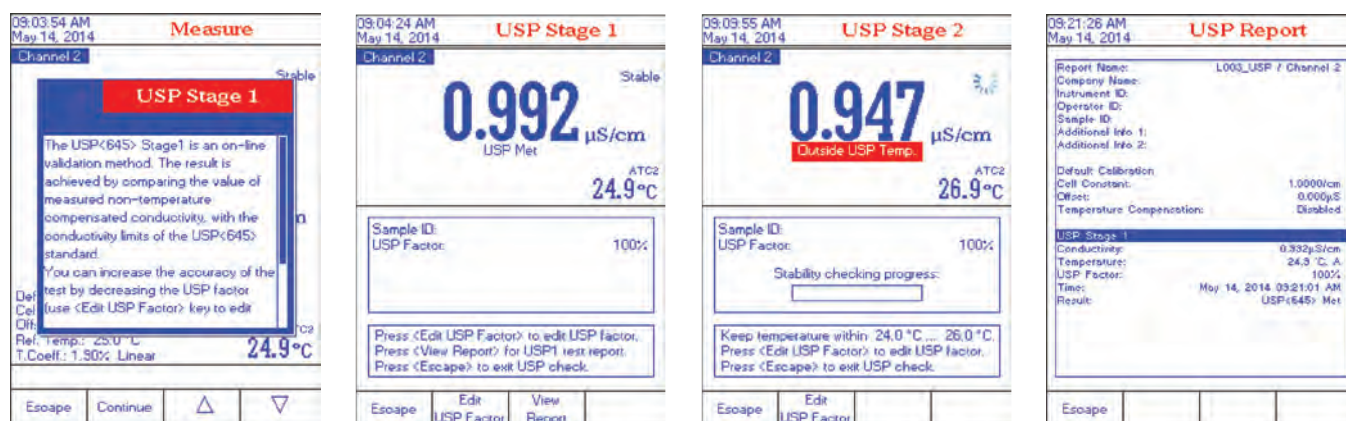 09:03:54 AM
May 14, 2014
Measure
Channel 2
Stable
USP Stage 1
The USP<645> Stage1 is an on-line
validation method. The result is
achieved by comparing the value of
measured non-temperature
compensated conductivity, with the
conductivity limits of the USP<645>
standard.
You can increase the accuracy of the
test by decreasing the USP factor
(use <Edit USP Factor> key to edit
Ref. Temp.: 25.0 °C
T.Coeff.: 1.90% Linear
24.9°C
Escape Continue △ ▽
09:04:24 AM
May 14, 2014
USP Stage 1
Channel 2
Stable
0.992 µS/cm
USP Met
ATC2
24.9°C
Sample ID:
USP Factor: 100%
Press <Edit USP Factor> to edit USP factor.
Press <View Report> for USP1 test report.
Press <Escape> to exit USP check.
Escape
Edit USP Factor
View Report
09:09:55 AM
May 14, 2014
USP Stage 2
Channel 2
0.947 µS/cm
Outside USP Temp.
ATC2
26.9°C
Sample ID:
USP Factor: 100%
Stability checking progress:
Keep temperature within 24.0 °C ... 26.0 °C.
Press <Edit USP Factor> to edit USP factor.
Press <Escape> to exit USP check.
Escape
Edit USP Factor
09:21:26 AM
May 14, 2014
USP Report
Report Name: L003_USP / Channel 2
Company Name:
Instrument ID:
Operator ID:
Sample ID:
Additional Info 1:
Additional Info 2:
Default Calibration
Cell Constant: 1.0000/cm
Offset: 0.000µS
Temperature Compensation: Disabled
USP Stage 1
Conductivity: 0.992µS/cm
Temperature: 24.9 °C, A
USP Factor: 100%
Time: May 14, 2014 09:21:01 AM
Result: USP<645> Met
Escape